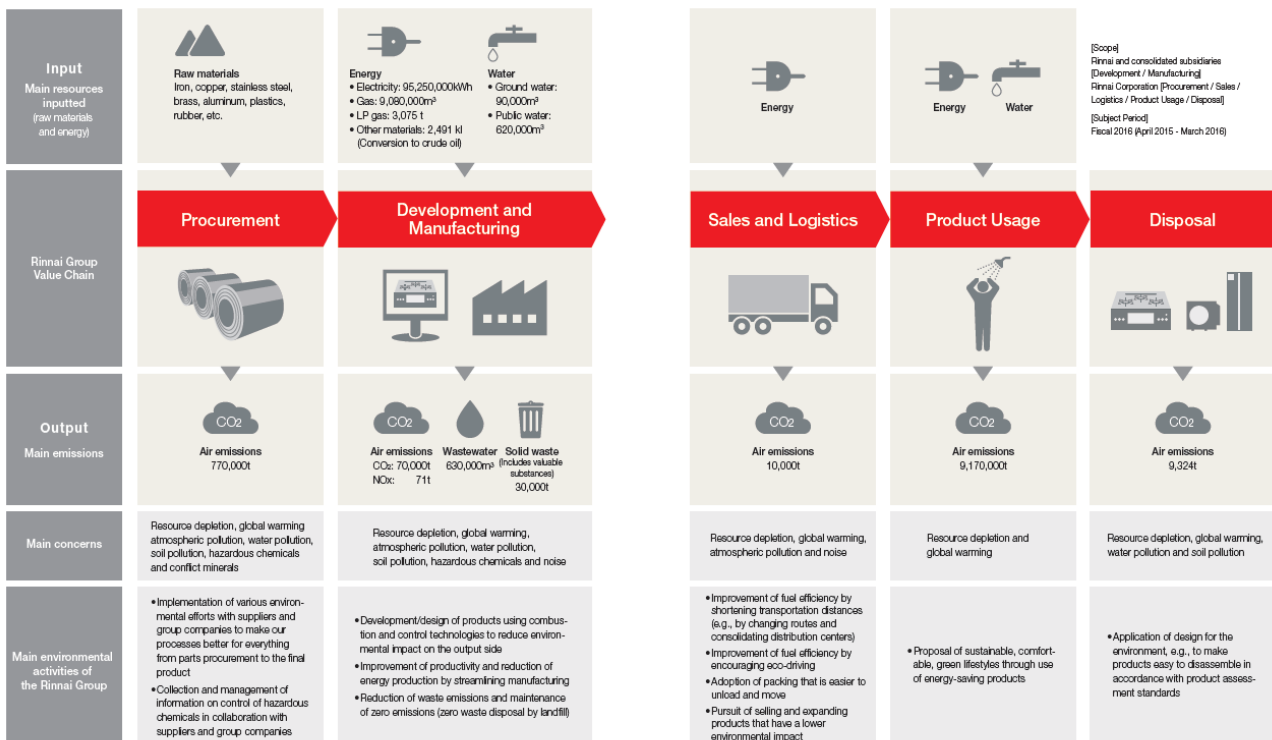 Input
Main resources
inputted
(raw materials
and energy)
Raw materials
Iron, copper, stainless steel,
brass, aluminum, plastics,
rubber, etc.
Energy
• Electricity: 95,250,000kWh
• Gas: 9,080,000m³
• LP gas: 3,075 t
• Other materials: 2,491 kl
(Conversion to crude oil)
Water
• Ground water:
90,000m³
• Public water:
620,000m³
Energy
Energy
Water
[Scope]
Rinnai and consolidated subsidiaries
[Development / Manufacturing]
Rinnai Corporation [Procurement / Sales /
Logistics / Product Usage / Disposal]
[Subject Period]
Fiscal 2016 (April 2015 - March 2016)
Rinnai Group
Value Chain
Procurement
Development and
Manufacturing
Sales and Logistics
Product Usage
Disposal
Output
Main emissions
CO₂
Air emissions
770,000t
CO₂
Air emissions
CO₂: 70,000t
NOx: 71t
Wastewater
630,000m³
Solid waste
(Includes valuable
substances)
30,000t
CO₂
Air emissions
10,000t
CO₂
Air emissions
9,170,000t
CO₂
Air emissions
9,324t
Main concerns
Resource depletion, global warming
atmospheric pollution, water pollution,
soil pollution, hazardous chemicals
and conflict minerals
Resource depletion, global warming,
atmospheric pollution, water pollution,
soil pollution, hazardous chemicals and noise
Resource depletion, global warming,
atmospheric pollution and noise
Resource depletion and
global warming
Resource depletion, global warming,
water pollution and soil pollution
Main environmental
activities of
the Rinnai Group
• Implementation of various environ-
mental efforts with suppliers and
group companies to make our
processes better for everything
from parts procurement to the final
product
• Collection and management of
information on control of hazardous
chemicals in collaboration with
suppliers and group companies
• Development/design of products using combus-
tion and control technologies to reduce environ-
mental impact on the output side
• Improvement of productivity and reduction of
energy production by streamlining manufacturing
• Reduction of waste emissions and maintenance
of zero emissions (zero waste disposal by landfill)
• Improvement of fuel efficiency by
shortening transportation distances
(e.g., by changing routes and
consolidating distribution centers)
• Improvement of fuel efficiency by
encouraging eco-driving
• Adoption of packing that is easier to
unload and move
• Pursuit of selling and expanding
products that have a lower
environmental impact
• Proposal of sustainable, comfort-
able, green lifestyles through use
of energy-saving products
• Application of design for the
environment, e.g., to make
products easy to disassemble in
accordance with product assess-
ment standards